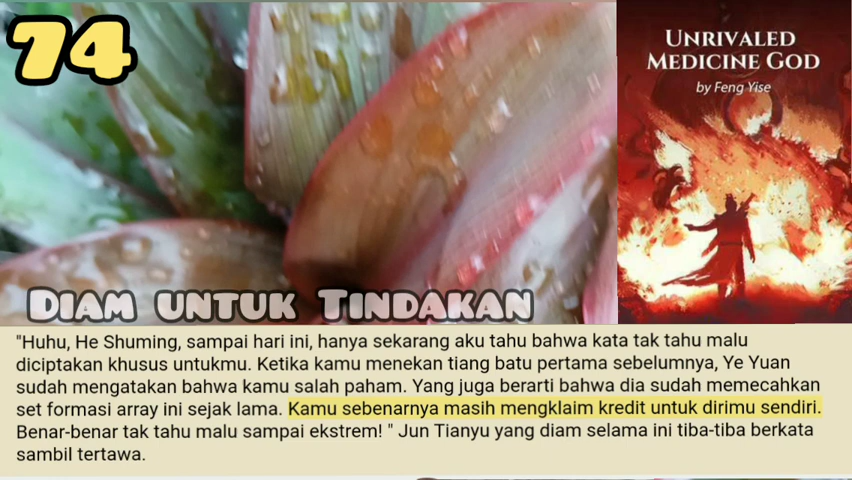 74
UNRIVALED
MEDICINE GOD
by Feng Yise
DIAM UNTUK TINDAKAN
"Huhu, He Shuming, sampai hari ini, hanya sekarang aku tahu bahwa kata tak tahu malu
diciptakan khusus untukmu. Ketika kamu menekan tiang batu pertama sebelumnya, Ye Yuan
sudah mengatakan bahwa kamu salah paham. Yang juga berarti bahwa dia sudah memecahkan
set formasi array ini sejak lama. Kamu sebenarnya masih mengklaim kredit untuk dirimu sendiri.
Benar-benar tak tahu malu sampai ekstrem! " Jun Tianyu yang diam selama ini tiba-tiba berkata
sambil tertawa.